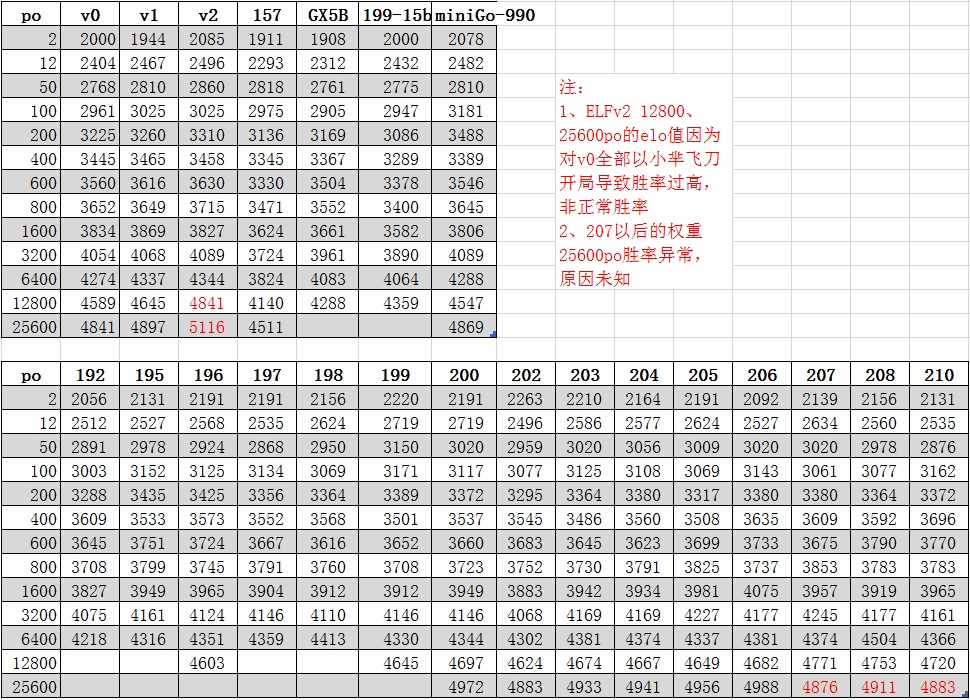 po v0 v1 v2 157 GX5B 199-15b miniGo-990
2 2000 1944 2085 1911 1908 2000 2078
12 2404 2467 2496 2293 2312 2432 2482
50 2768 2810 2860 2818 2761 2775 2810
100 2961 3025 3025 2975 2905 2947 3181
200 3225 3260 3310 3136 3169 3086 3488
400 3445 3465 3458 3345 3367 3289 3389
600 3560 3616 3630 3330 3504 3378 3546
800 3652 3649 3715 3471 3552 3400 3645
1600 3834 3869 3827 3624 3661 3582 3806
3200 4054 4068 4089 3724 3961 3890 4089
6400 4274 4337 4344 3824 4083 4064 4288
12800 4589 4645 4841 4140 4288 4359 4547
25600 4841 4897 5116 4511 4869
注：
1、ELFv2 12800、
25600po的elo值因为
对v0全部以小芈飞刀
开局导致胜率过高，
非正常胜率
2、207以后的权重
25600po胜率异常，
原因未知
po 192 195 196 197 198 199 200 202 203 204 205 206 207 208 210
2 2056 2131 2191 2191 2156 2220 2191 2263 2210 2164 2191 2092 2139 2156 2131
12 2512 2527 2568 2535 2624 2719 2719 2496 2586 2577 2624 2527 2634 2560 2535
50 2891 2978 2924 2868 2950 3150 3020 2959 3020 3056 3009 3020 3020 2978 2876
100 3003 3152 3125 3134 3069 3171 3117 3077 3125 3108 3069 3143 3061 3077 3162
200 3288 3435 3425 3356 3364 3389 3372 3295 3364 3380 3317 3380 3380 3364 3372
400 3609 3533 3573 3552 3568 3501 3537 3545 3486 3560 3508 3635 3609 3592 3696
600 3645 3751 3724 3667 3616 3652 3660 3683 3645 3623 3699 3733 3675 3790 3770
800 3708 3799 3745 3791 3760 3708 3723 3752 3730 3791 3825 3737 3853 3783 3783
1600 3827 3949 3965 3904 3912 3912 3949 3883 3942 3934 3981 4075 3957 3919 3965
3200 4075 4161 4124 4146 4110 4146 4146 4068 4169 4169 4227 4177 4245 4177 4161
6400 4218 4316 4351 4359 4413 4330 4344 4302 4381 4374 4337 4381 4374 4504 4366
12800 4603 4645 4697 4624 4674 4667 4649 4682 4771 4753 4720
25600 4972 4883 4933 4941 4956 4988 4876 4911 4883